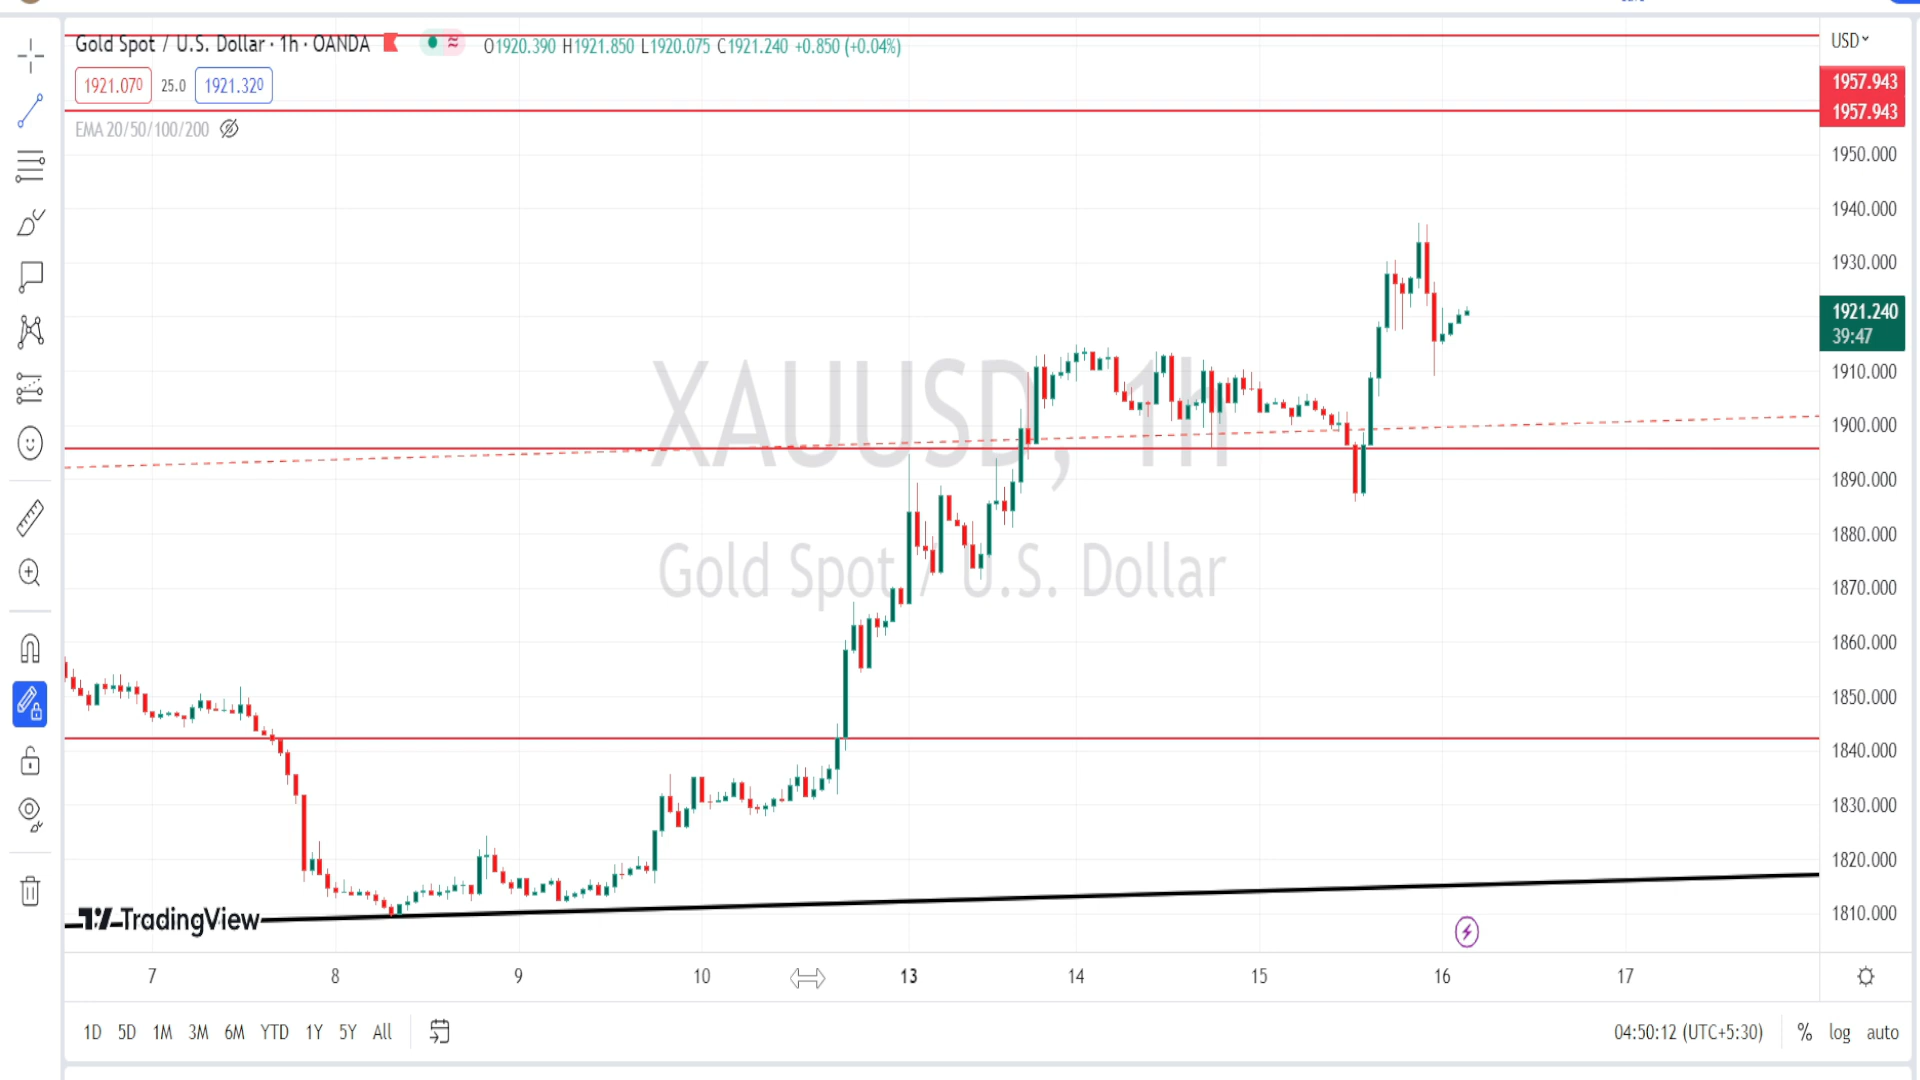 Gold Spot / U.S. Dollar · 1h · OANDA O1920.390 H1921.850 L1920.075 C1921.240 +0.850 (+0.04%)
USD
1921.070 25.0 1921.320
EMA 20/50/100/200
1957.943
1957.943
1950.000
1940.000
1930.000
1921.240
39:47
1910.000
1900.000
1890.000
1880.000
1870.000
1860.000
1850.000
1840.000
1830.000
1820.000
1810.000
XAUUSD, 1h
Gold Spot / U.S. Dollar
TradingView
7 8 9 10 13 14 15 16 17
1D 5D 1M 3M 6M YTD 1Y 5Y All 04:50:12 (UTC+5:30) % log auto